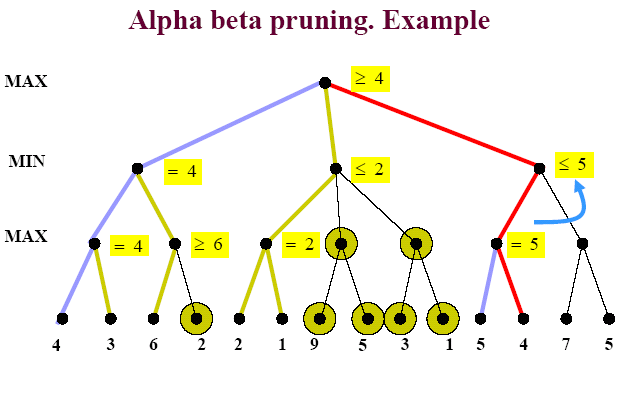 Alpha beta pruning. Example
MAX
≥ 4
MIN
= 4
≤ 2
≤ 5
MAX
= 4
≥ 6
= 2
= 5
4 3 6 2 2 1 9 5 3 1 5 4 7 5